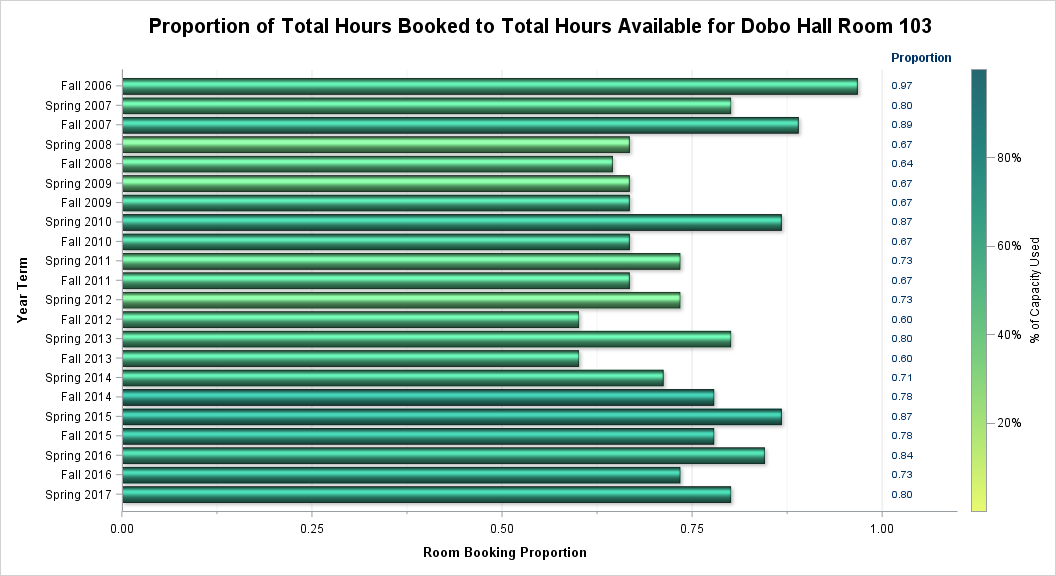 Proportion of Total Hours Booked to Total Hours Available for Dobo Hall Room 103
Proportion
Fall 2006 0.97
Spring 2007 0.80
Fall 2007 0.89
Spring 2008 0.67
Fall 2008 0.64
Spring 2009 0.67
Fall 2009 0.67
Spring 2010 0.87
Fall 2010 0.67
Spring 2011 0.73
Fall 2011 0.67
Spring 2012 0.73
Fall 2012 0.60
Spring 2013 0.80
Fall 2013 0.60
Spring 2014 0.71
Fall 2014 0.78
Spring 2015 0.87
Fall 2015 0.78
Spring 2016 0.84
Fall 2016 0.73
Spring 2017 0.80
Year Term
0.00 0.25 0.50 0.75 1.00
Room Booking Proportion
80%
60%
40%
20%
% of Capacity Used